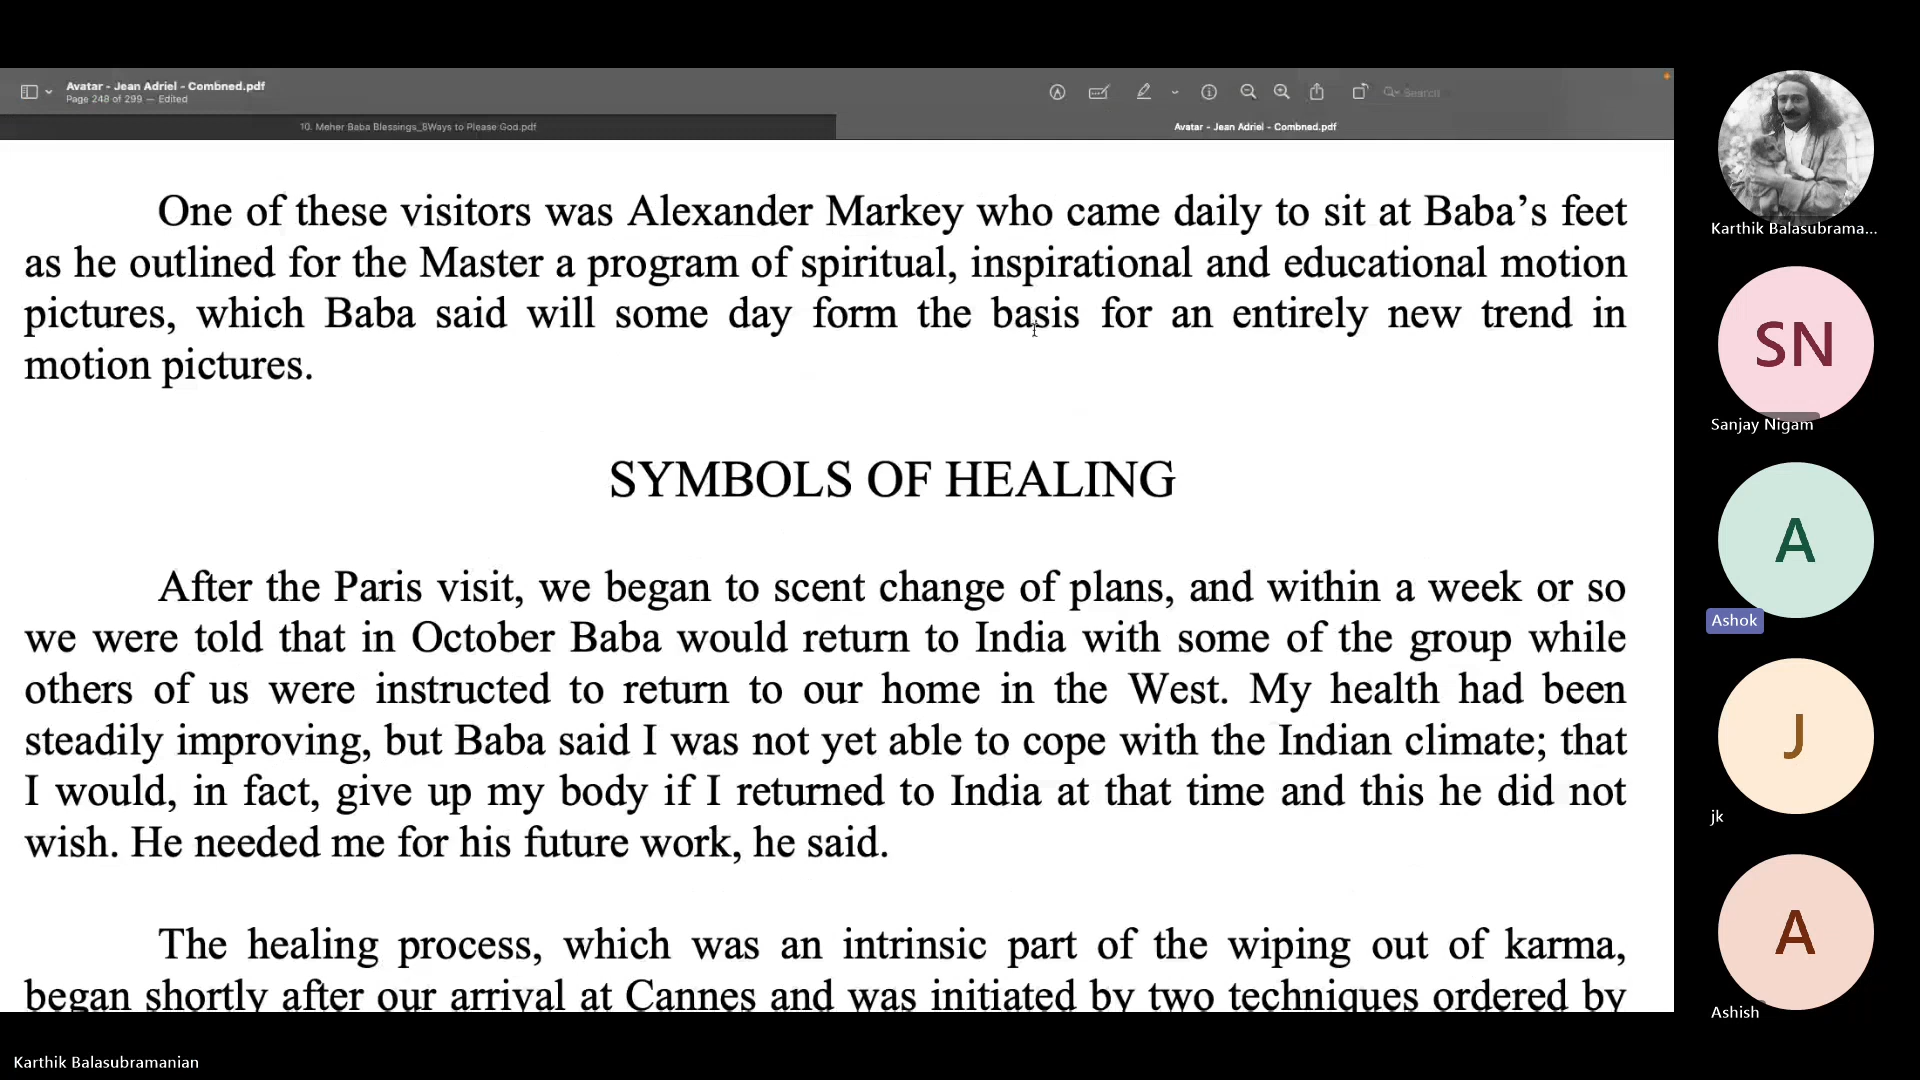 Avatar - Jean Adriel - Combned.pdf
Page 248 of 299 — Edited
Search
10. Meher Baba Blessings_8Ways to Please God.pdf
Avatar - Jean Adriel - Combned.pdf
One of these visitors was Alexander Markey who came daily to sit at Baba's feet
as he outlined for the Master a program of spiritual, inspirational and educational motion
pictures, which Baba said will some day form the basis for an entirely new trend in
motion pictures.
SYMBOLS OF HEALING
After the Paris visit, we began to scent change of plans, and within a week or so
we were told that in October Baba would return to India with some of the group while
others of us were instructed to return to our home in the West. My health had been
steadily improving, but Baba said I was not yet able to cope with the Indian climate; that
I would, in fact, give up my body if I returned to India at that time and this he did not
wish. He needed me for his future work, he said.
The healing process, which was an intrinsic part of the wiping out of karma,
began shortly after our arrival at Cannes and was initiated by two techniques ordered by
Karthik Balasubrama...
SN
Sanjay Nigam
A
Ashok
J
jk
A
Ashish
Karthik Balasubramanian